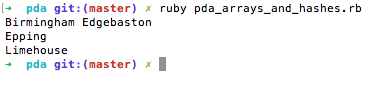 [➜ pda git:(master) ✗ ruby pda_arrays_and_hashes.rb
Birmingham Edgebaston
Epping
Limehouse
➜ pda git:(master) ✗